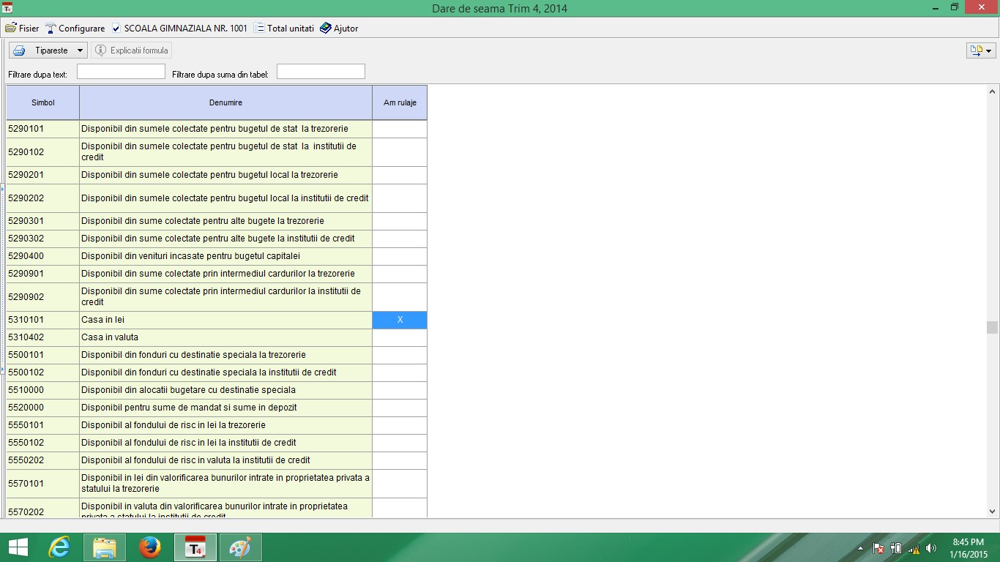 Dare de seama Trim 4, 2014
Fisier Configurare SCOALA GIMNAZIALA NR. 1001 Total unitati Ajutor
Tipareste Explicatii formula
Filtrare dupa text: Filtrare dupa suma din tabel:
Simbol Denumire Am rulaje
5290101 Disponibil din sumele colectate pentru bugetul de stat la trezorerie
5290102 Disponibil din sumele colectate pentru bugetul de stat la institutii de
credit
5290201 Disponibil din sumele colectate pentru bugetul local la trezorerie
5290202 Disponibil din sumele colectate pentru bugetul local la institutii de credit
5290301 Disponibil din sume colectate pentru alte bugete la trezorerie
5290302 Disponibil din sume colectate pentru alte bugete la institutii de credit
5290400 Disponibil din venituri incasate pentru bugetul capitalei
5290901 Disponibil din sume colectate prin intermediul cardurilor la trezorerie
5290902 Disponibil din sume colectate prin intermediul cardurilor la institutii de
credit
5310101 Casa in lei X
5310402 Casa in valuta
5500101 Disponibil din fonduri cu destinatie speciala la trezorerie
5500102 Disponibil din fonduri cu destinatie speciala la institutii de credit
5510000 Disponibil din alocatii bugetare cu destinatie speciala
5520000 Disponibil pentru sume de mandat si sume in depozit
5550101 Disponibil al fondului de risc in lei la trezorerie
5550102 Disponibil al fondului de risc in lei la institutii de credit
5550202 Disponibil al fondului de risc in valuta la institutii de credit
5570101 Disponibil in lei din valorificarea bunurilor intrate in proprietatea privata a
statului la trezorerie
5570202 Disponibil in valuta din valorificarea bunurilor intrate in proprietatea
privata a statului la institutii de credit
T4
8:45 PM
1/16/2015